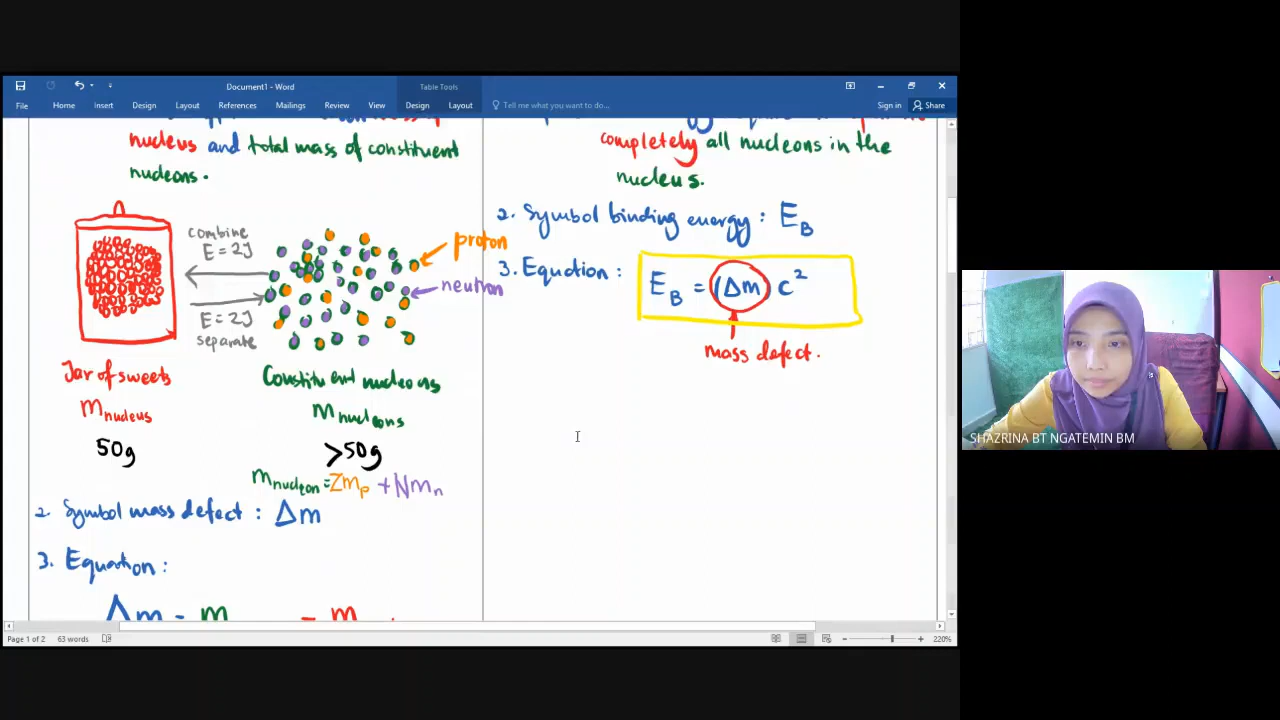 Document1 - Word
Table Tools
File Home Insert Design Layout References Mailings Review View Design Layout Tell me what you want to do... Sign in Share
nucleus and total mass of constituent
nucleons.
combine
E = 2J
E = 2J
separate
proton
neutron
Jar of sweets
Mnucleus
50g
Constituent nucleons
Mnucleons
>50g
mnucleon = Zmp + Nmn
2. Symbol mass defect : Δm
3. Equation :
Δm = m = m
completely all nucleons in the
nucleus.
2. Symbol binding energy : EB
3. Equation : EB = (Δm) c²
mass defect.
Page 1 of 2 63 words
220%
SHAZRINA BT NGATEMIN BM